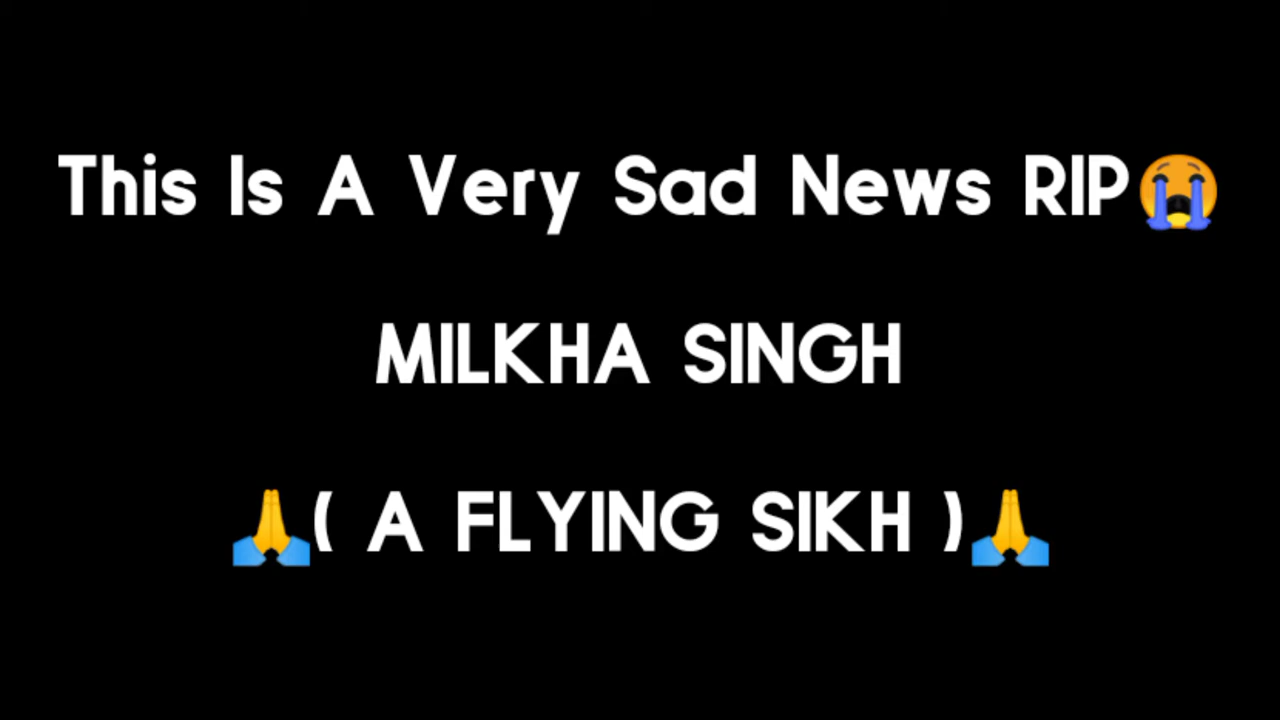 This Is A Very Sad News RIP😭
MILKHA SINGH
🙏( A FLYING SIKH )🙏